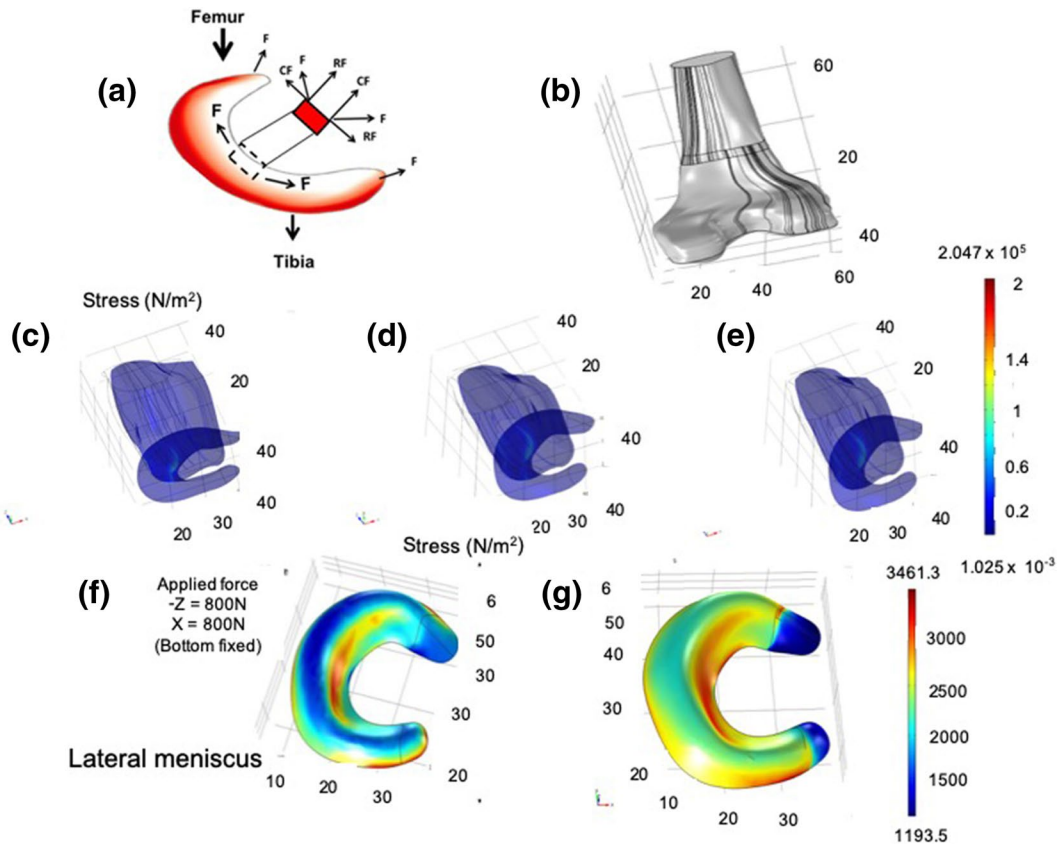 Femur
F
(a)
CF
F
RF
CF
F
RF
F
F
F
Tibia
(b)
60
20
40
60
20
40
2.047 x 10⁵
2
1.4
1
0.6
0.2
Stress (N/m²)
(c)
40
20
40
40
20
30
(d)
40
20
40
40
20
30
(e)
40
20
40
40
20
30
Stress (N/m²)
(f)
Applied force
-Z = 800N
X = 800N
(Bottom fixed)
6
50
30
30
20
10
20
30
Lateral meniscus
(g)
6
50
40
30
20
10
20
30
10
20
30
3461.3
1.025 x 10⁻³
3000
2500
2000
1500
1193.5